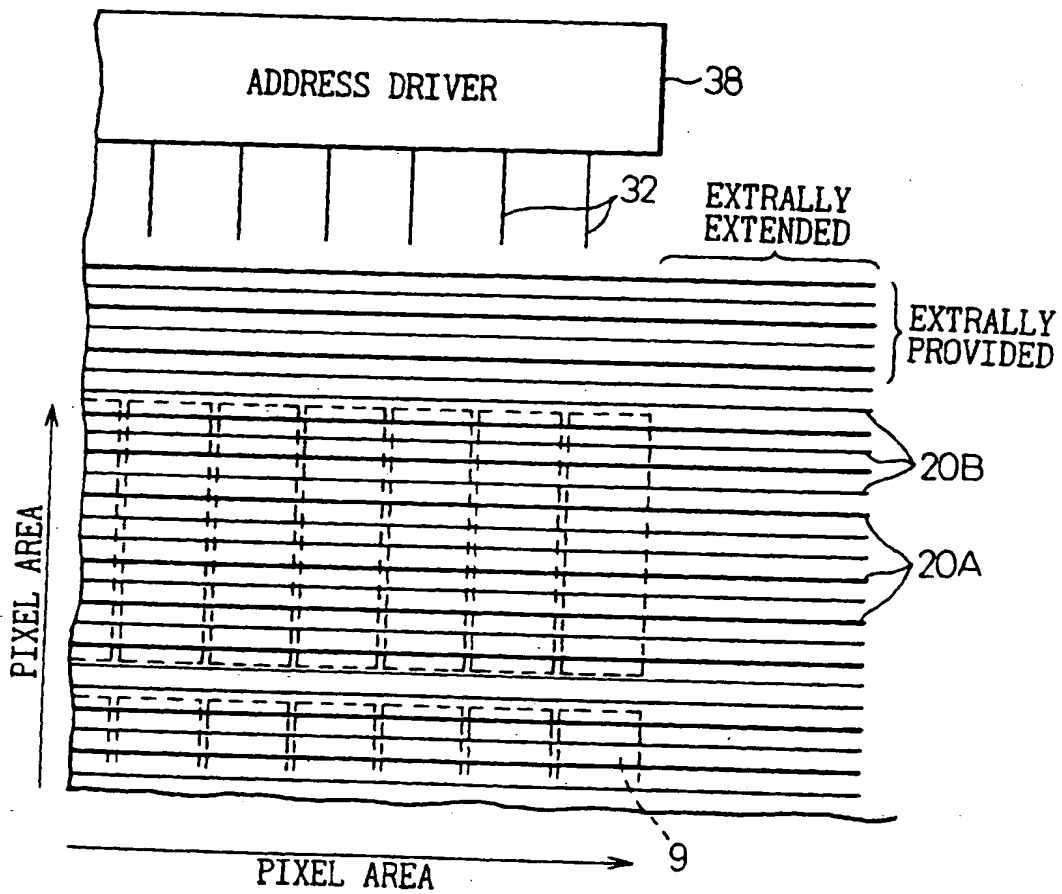 ADDRESS DRIVER
38
32
EXTRALLY
EXTENDED
EXTRALLY
PROVIDED
20B
20A
PIXEL AREA
9
PIXEL AREA